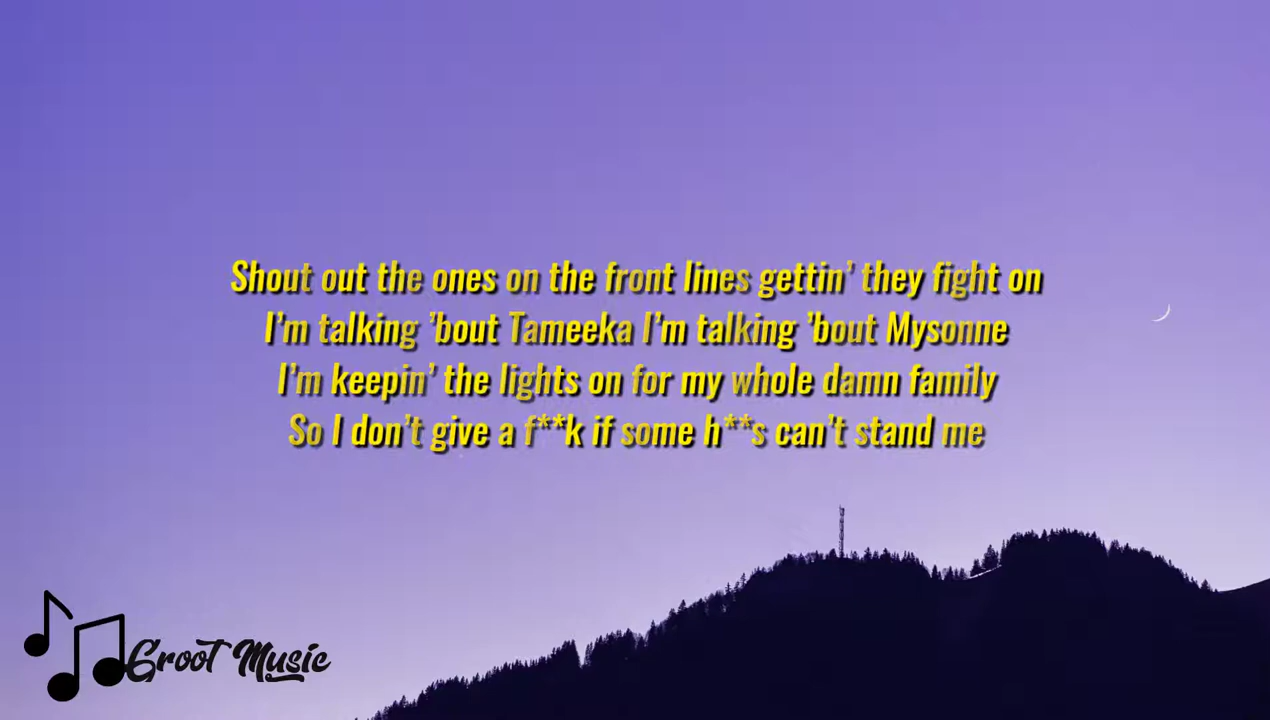 Shout out the ones on the front lines gettin’ they fight on
I’m talking ’bout Tameeka I’m talking ’bout Mysonne
I’m keepin’ the lights on for my whole damn family
So I don’t give a f**k if some h**s can’t stand me
Groot Music